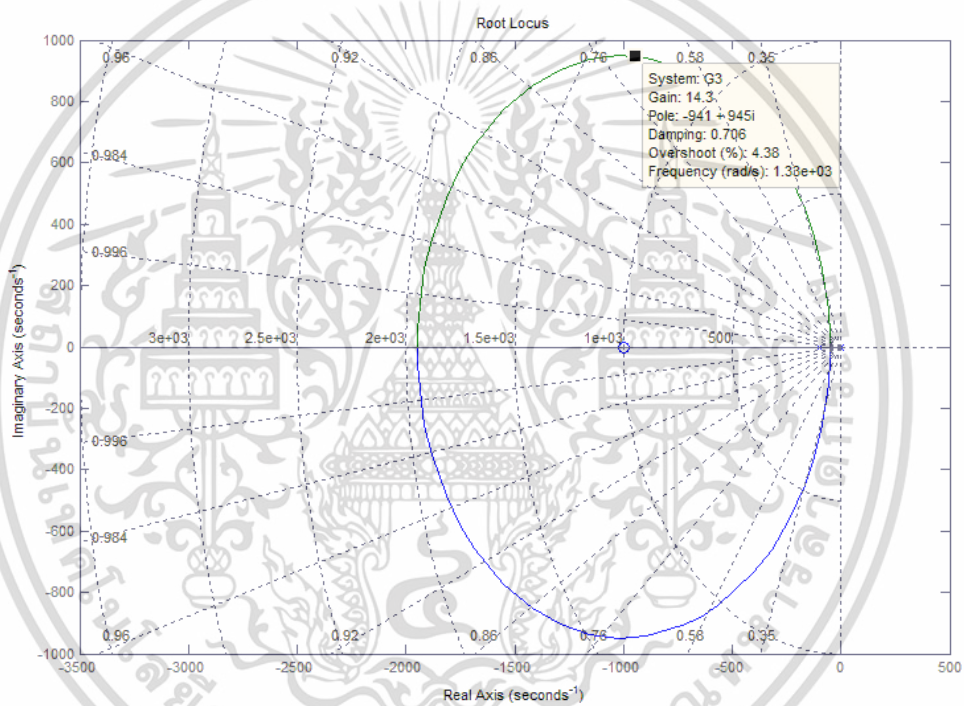 Root Locus
1000
0.96
0.92
0.86
0.76
0.58
0.35
System: G3
Gain: 14.3
Pole: -941 + 945i
Damping: 0.706
Overshoot (%): 4.38
Frequency (rad/s): 1.33e+03
800
0.984
600
400
0.996
200
3e+03
2.5e+03
2e+03
1.5e+03
1e+03
500
0
-200
0.996
-400
-600
0.984
-800
0.96
0.92
0.86
0.76
0.56
0.35
-1000
-3500
-3000
-2500
-2000
-1500
-1000
-500
0
500
Real Axis (seconds⁻¹)
Imaginary Axis (seconds⁻¹)